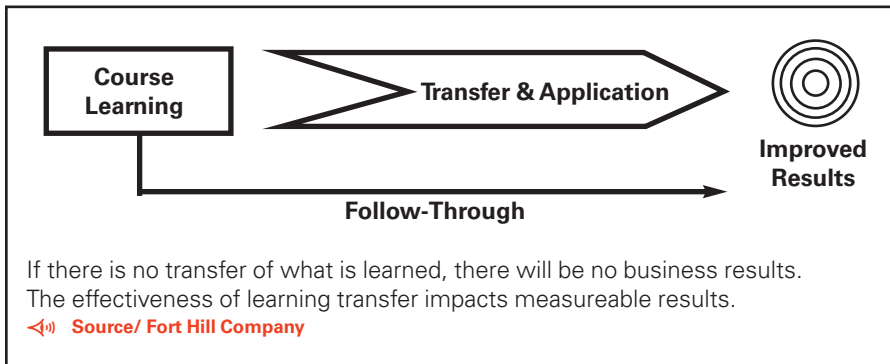 Course
Learning
Transfer & Application
Improved
Results
Follow-Through
If there is no transfer of what is learned, there will be no business results.
The effectiveness of learning transfer impacts measureable results.
Source/ Fort Hill Company